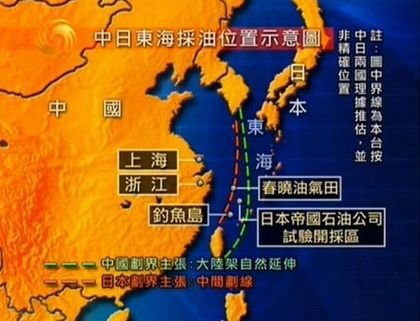 中日東海採油位置示意圖
註：圖中界線為本台按
中日兩國理據推估，並
非精確位置
日本
中國
東海
上海
浙江
釣魚島
春曉油氣田
日本帝國石油公司
試驗開採區
中國劃界主張：大陸架自然延伸
日本劃界主張：中間劃線